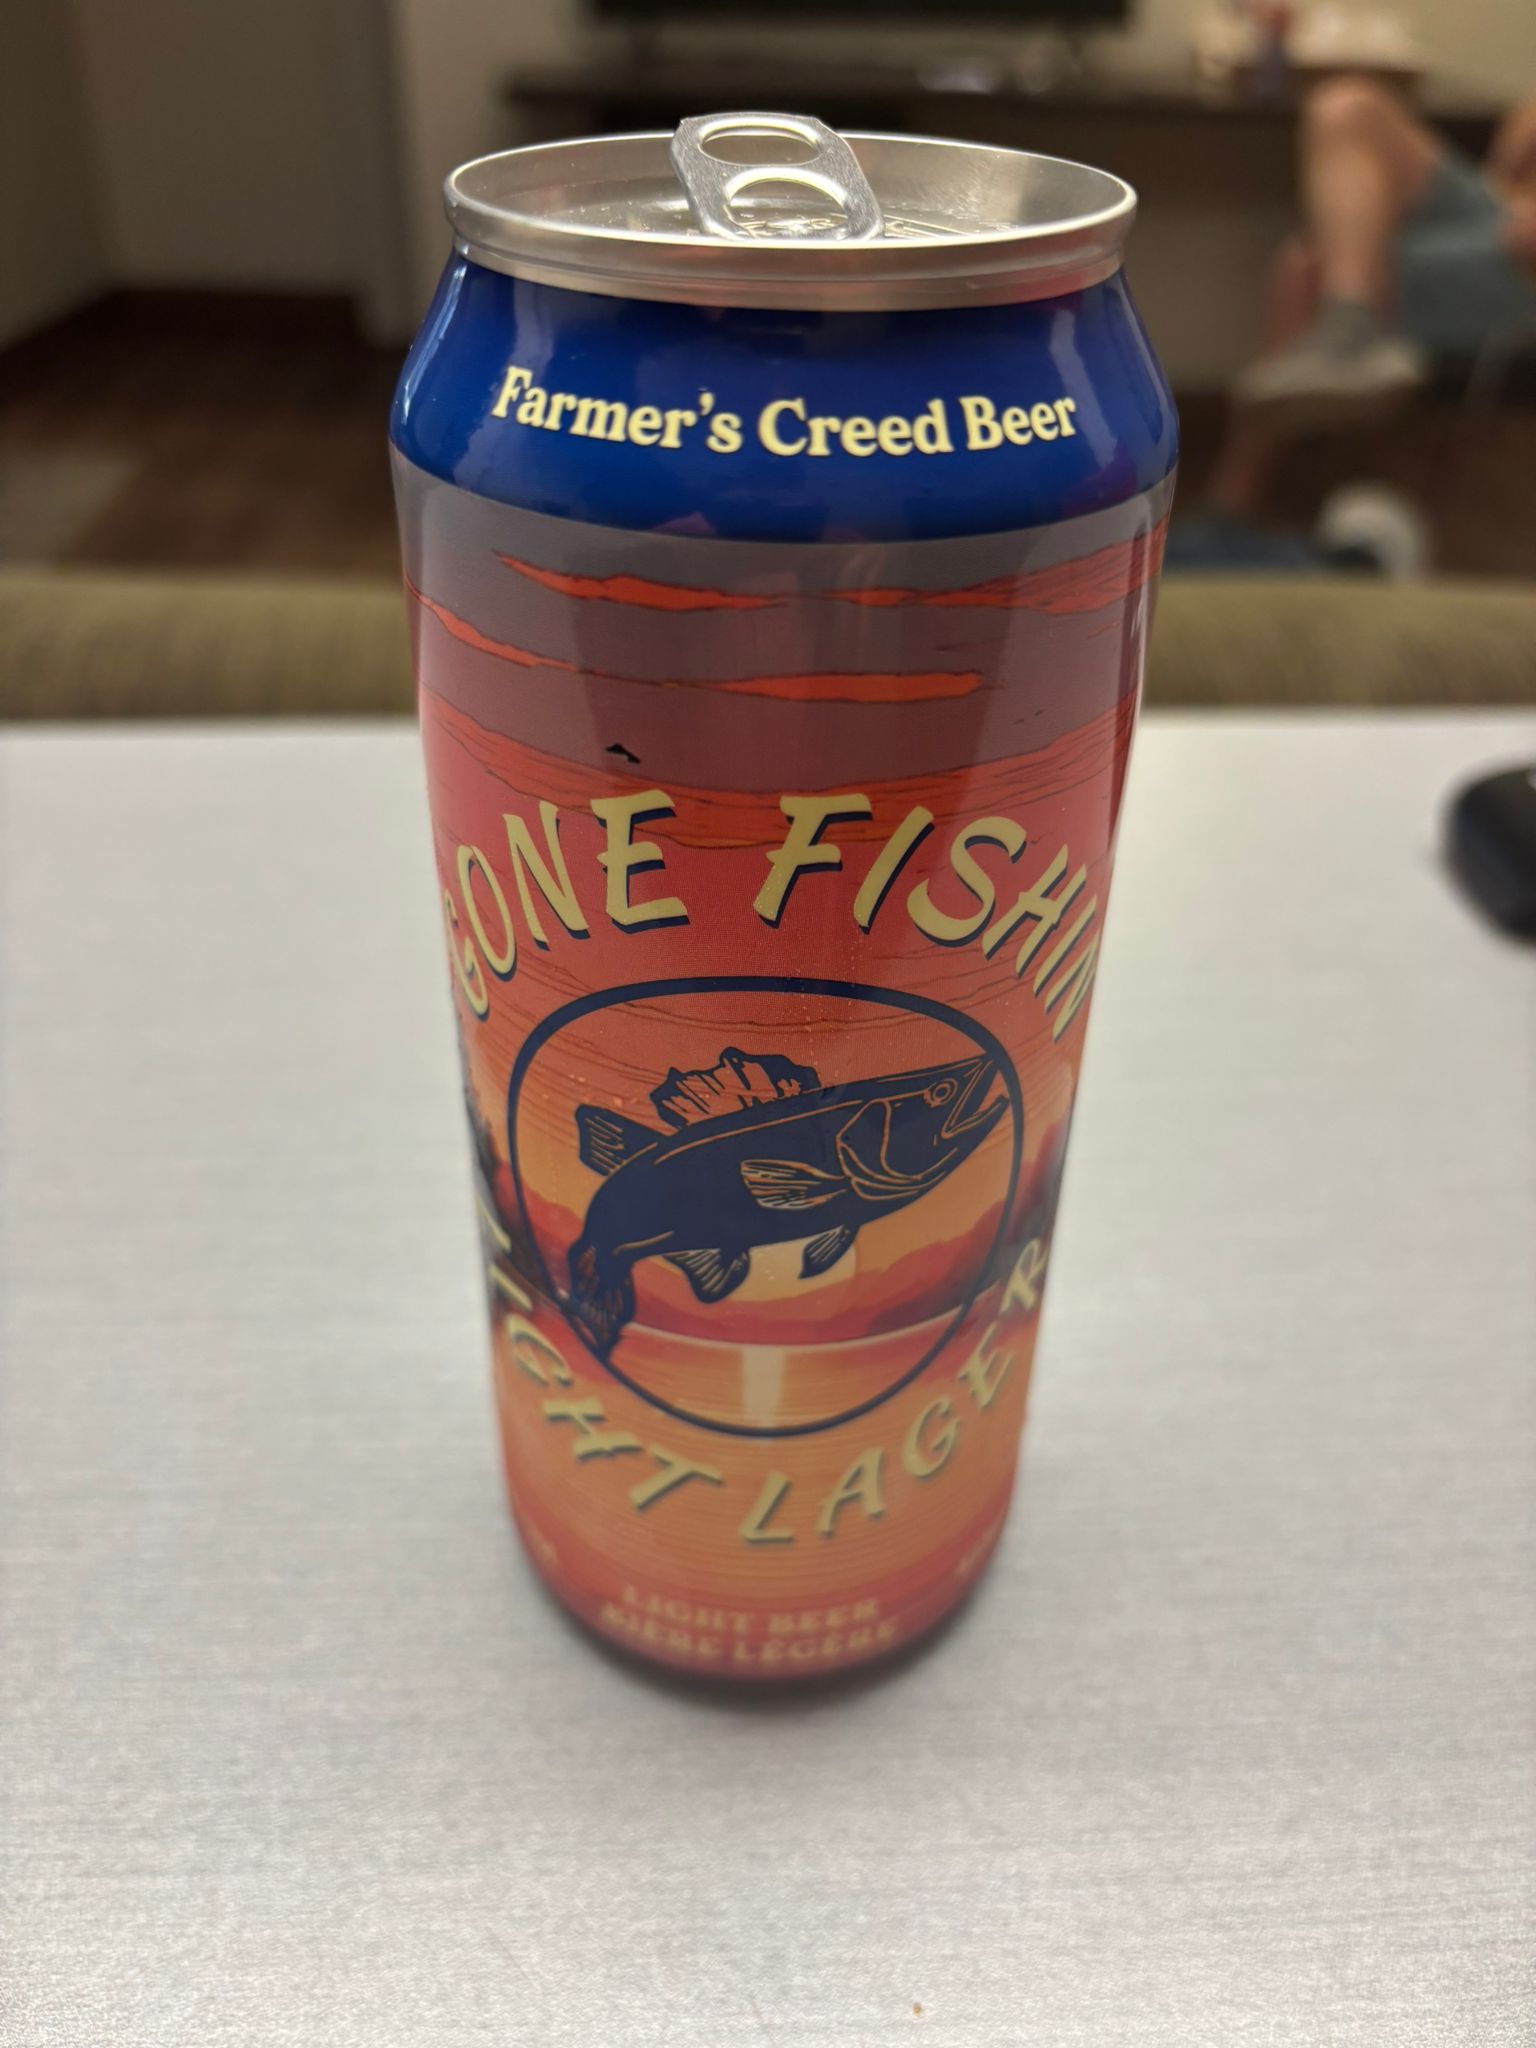 Farmer's Creed Beer
GONE FISHIN
LIGHT LAGER
LIGHT BEER
BIÈRE LÉGÈRE